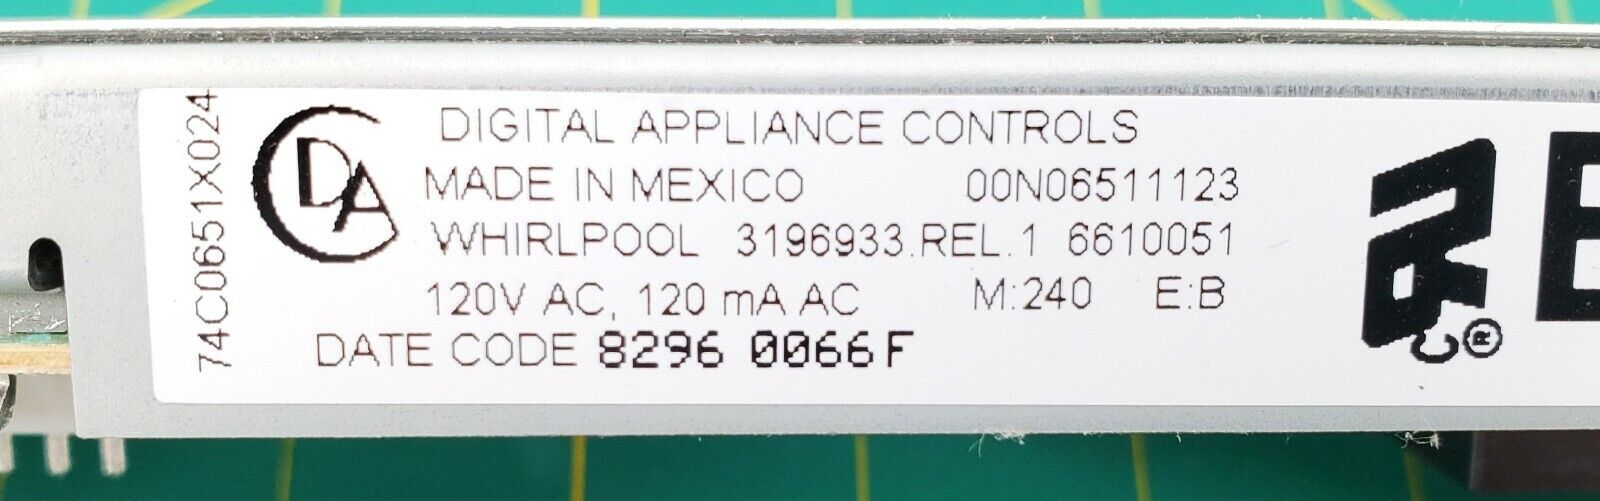 74C0651X024
DA
DIGITAL APPLIANCE CONTROLS
MADE IN MEXICO 00N06511123
WHIRLPOOL 3196933.REL.1 6610051
120V AC, 120 mA AC M:240 E:B
DATE CODE 8296 0066F
C ®